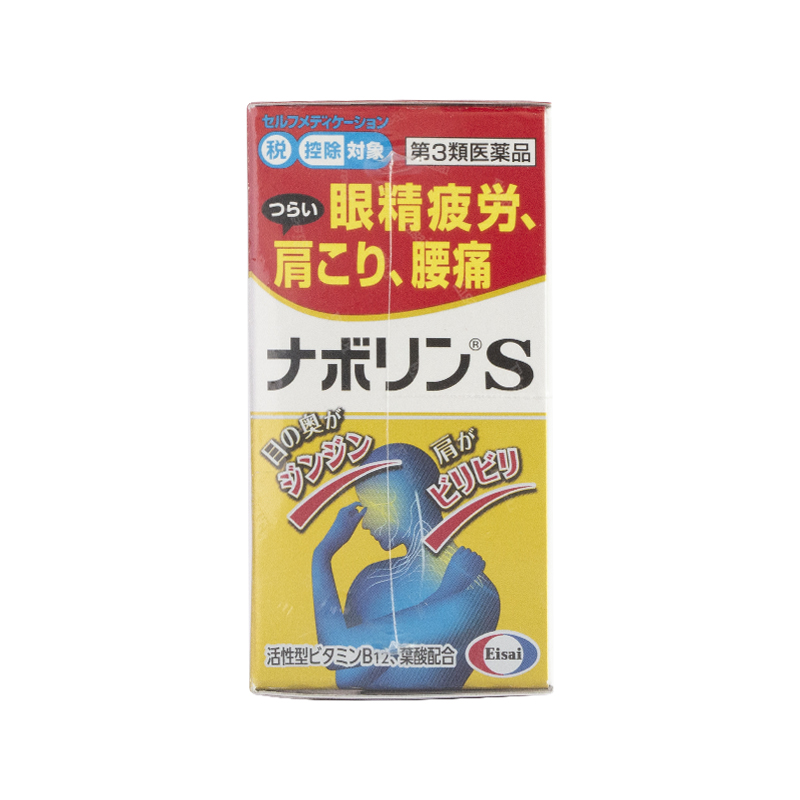 セルフメディケーション
税 控除 対象
第3類医薬品
つらい 眼精疲労、
肩こり、腰痛
ナボリン®S
目の奥が
ジンジン
肩が
ビリビリ
活性型ビタミンB12、葉酸配合
Eisai